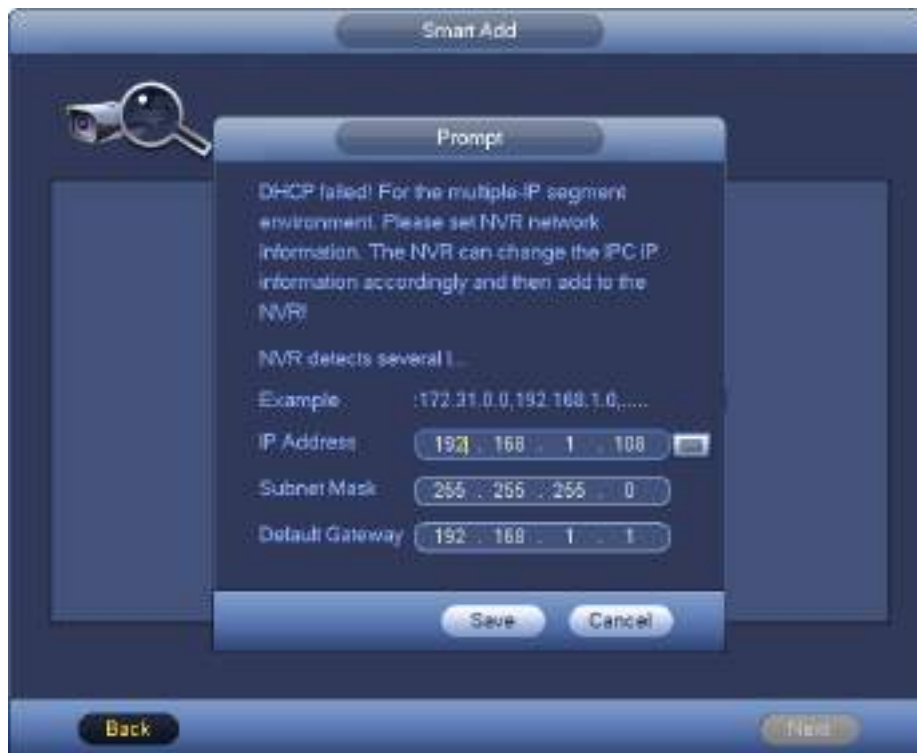 Smart Add
Prompt
DHCP failed! For the multiple-IP segment
environment. Please set NVR network
information. The NVR can change the IPC IP
information accordingly and then add to the
NVR!
NVR detects several I...
Example :172.31.0.0,192.168.1.0,.....
IP Address 192 . 168 . 1 . 108
Subnet Mask 255 . 255 . 255 . 0
Default Gateway 192 . 168 . 1 . 1
Save Cancel
Back Next